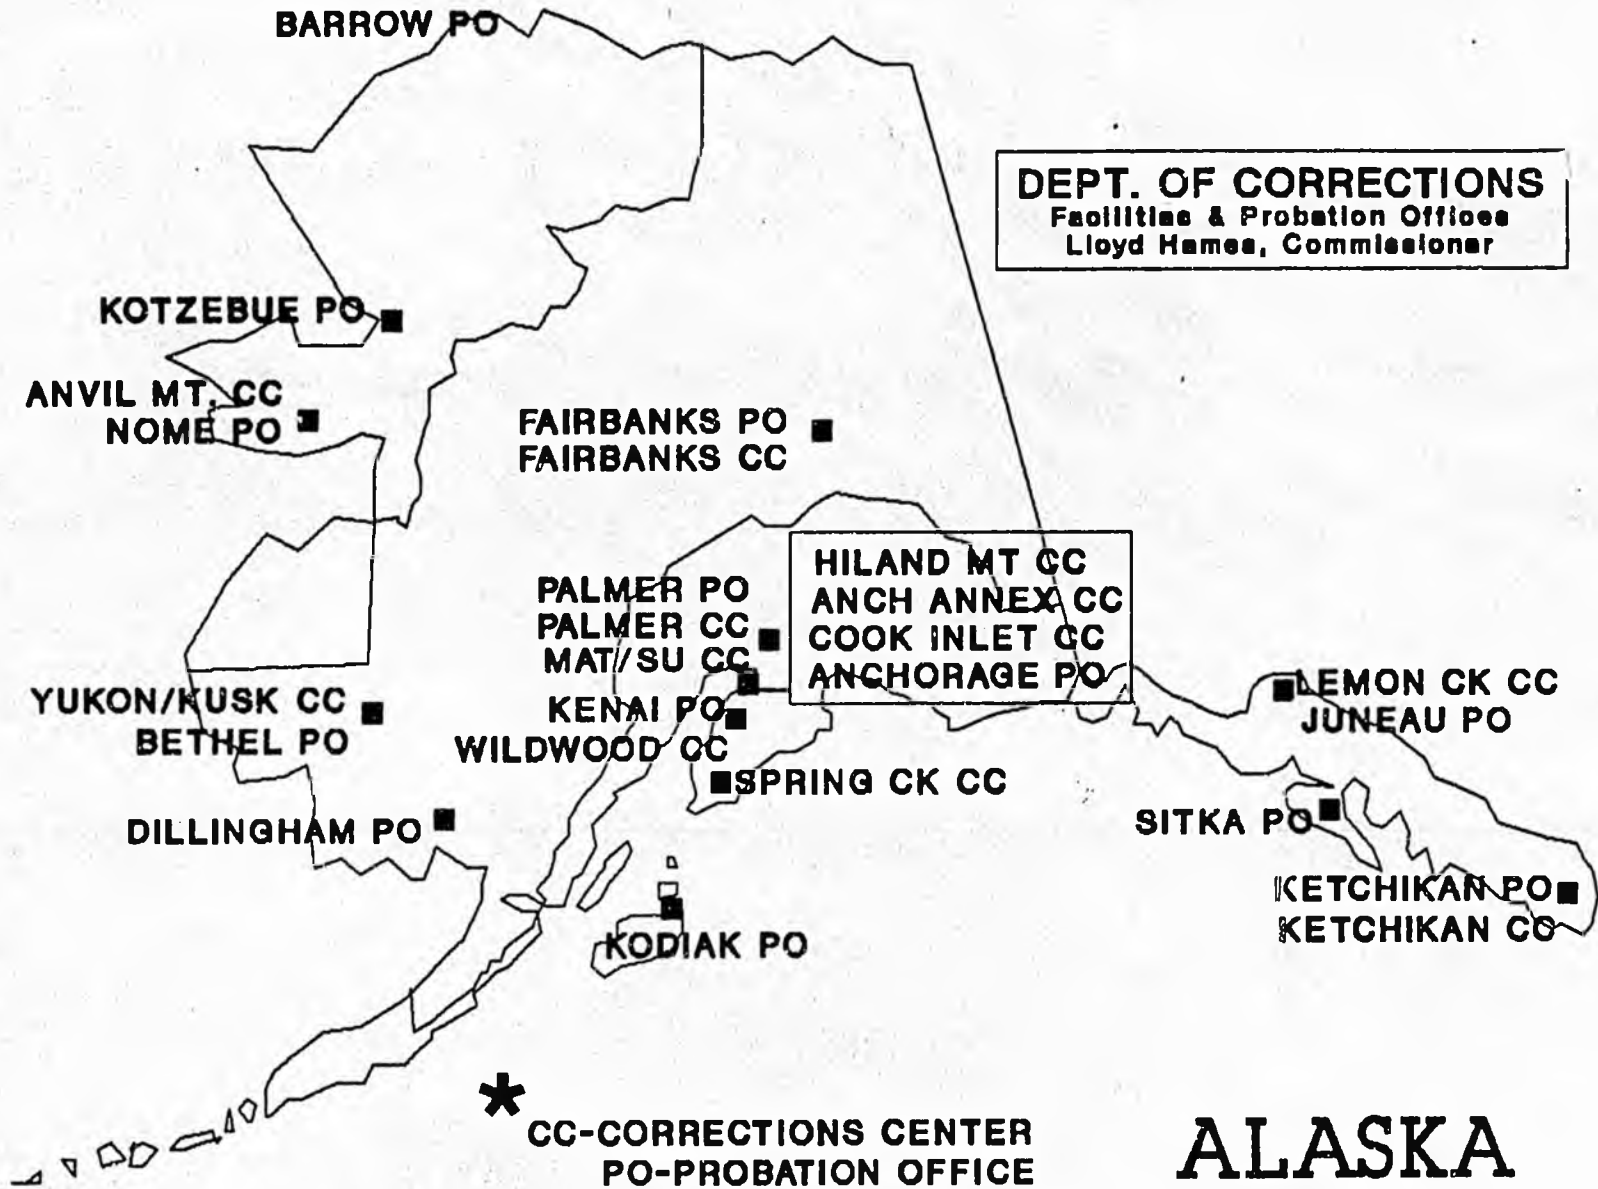 BARROW PO
DEPT. OF CORRECTIONS
Facilities & Probation Offices
Lloyd Hames, Commissioner
KOTZEBUE PO
ANVIL MT. CC
NOME PO
FAIRBANKS PO
FAIRBANKS CC
HILAND MT CC
ANCH ANNEX CC
COOK INLET CC
ANCHORAGE PO
PALMER PO
PALMER CC
MAT/SU CC
KENAI PO
WILDWOOD CC
SPRING CK CC
YUKON/KUSK CC
BETHEL PO
DILLINGHAM PO
KODIAK PO
LEMON CK CC
JUNEAU PO
SITKA PO
KETCHIKAN PO
KETCHIKAN CC
*
CC-CORRECTIONS CENTER
PO-PROBATION OFFICE
ALASKA